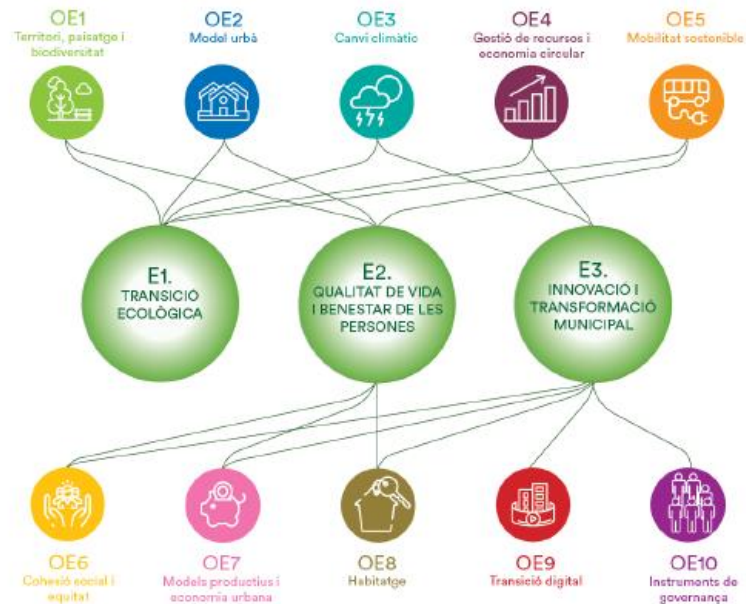 OE1
Territori, paisatge i
biodiversitat
OE2
Model urbà
OE3
Canvi climàtic
OE4
Gestió de recursos i
economia circular
OE5
Mobilitat sostenible
E1.
TRANSICIÓ
ECOLÒGICA
E2.
QUALITAT DE VIDA
I BENESTAR DE LES
PERSONES
E3.
INNOVACIÓ I
TRANSFORMACIÓ
MUNICIPAL
OE6
Cohesió social i
equitat
OE7
Models productius i
economia urbana
OE8
Habitatge
OE9
Transició digital
OE10
Instruments de
governança